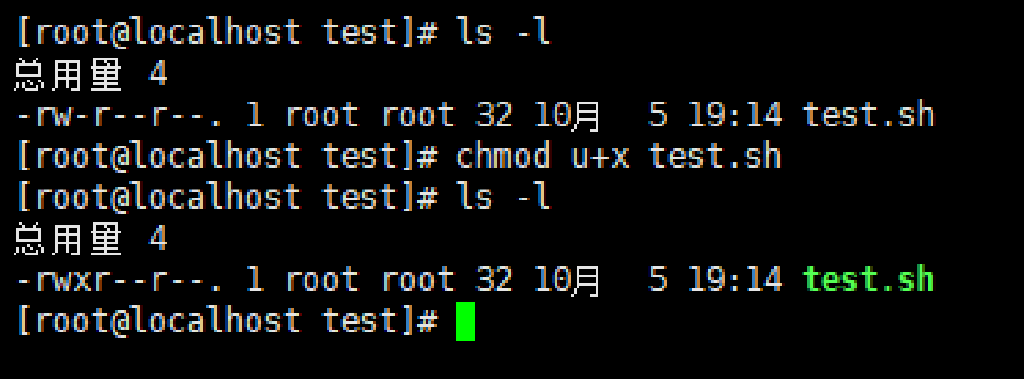 [root@localhost test]# ls -l
总用量 4
-rw-r--r--. 1 root root 32 10月  5 19:14 test.sh
[root@localhost test]# chmod u+x test.sh
[root@localhost test]# ls -l
总用量 4
-rwxr--r--. 1 root root 32 10月  5 19:14 test.sh
[root@localhost test]#